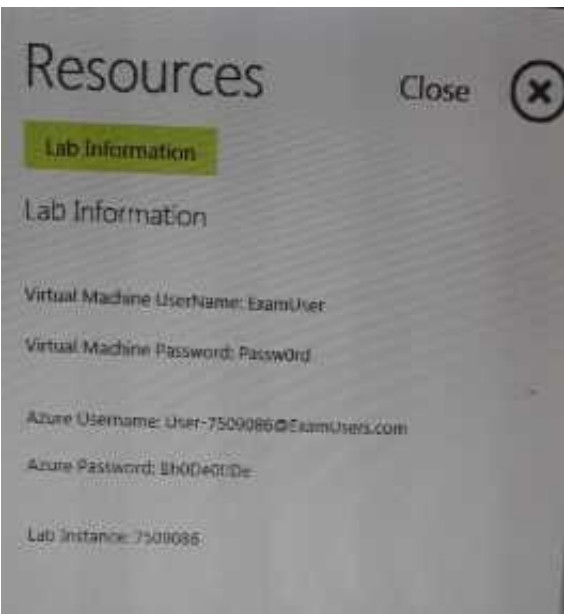 Resources
Close
Lab Information
Lab Information
Virtual Machine UserName: ExamUser
Virtual Machine Password: Passw0rd
Azure Username: User-7509086@ExamUsers.com
Azure Password:
Lab Instance: 7509086